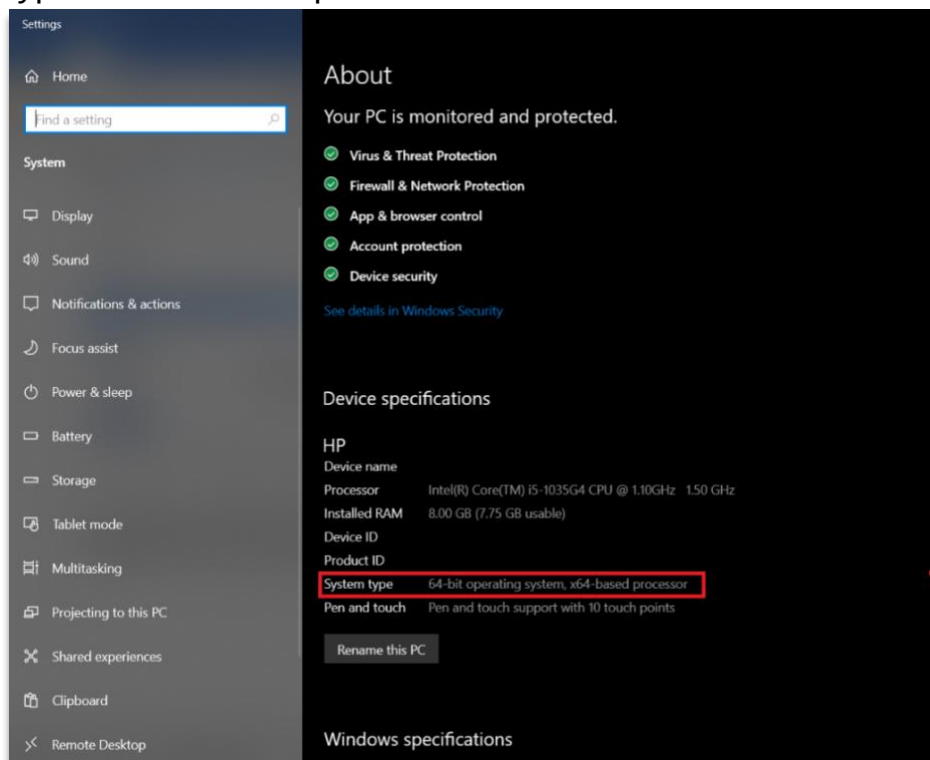 Settings
Home
Find a setting
System
Display
Sound
Notifications & actions
Focus assist
Power & sleep
Battery
Storage
Tablet mode
Multitasking
Projecting to this PC
Shared experiences
Clipboard
Remote Desktop
About
Your PC is monitored and protected.
Virus & Threat Protection
Firewall & Network Protection
App & browser control
Account protection
Device security
See details in Windows Security
Device specifications
HP
Device name
Processor Intel(R) Core(TM) i5-1035G4 CPU @ 1.10GHz 1.50 GHz
Installed RAM 8.00 GB (7.75 GB usable)
Device ID
Product ID
System type 64-bit operating system, x64-based processor
Pen and touch Pen and touch support with 10 touch points
Rename this PC
Windows specifications